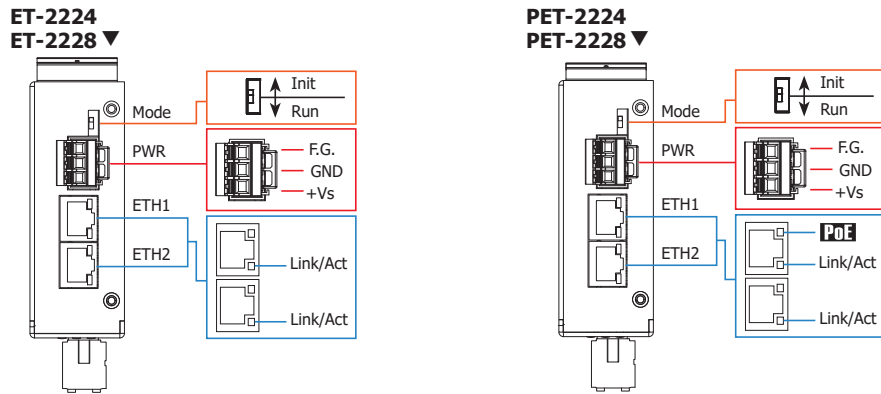 ET-2224
ET-2228▼
Mode
Init
Run
PWR
F.G.
GND
+Vs
ETH1
ETH2
Link/Act
Link/Act
PET-2224
PET-2228▼
Mode
Init
Run
PWR
F.G.
GND
+Vs
ETH1
ETH2
PoE
Link/Act
Link/Act